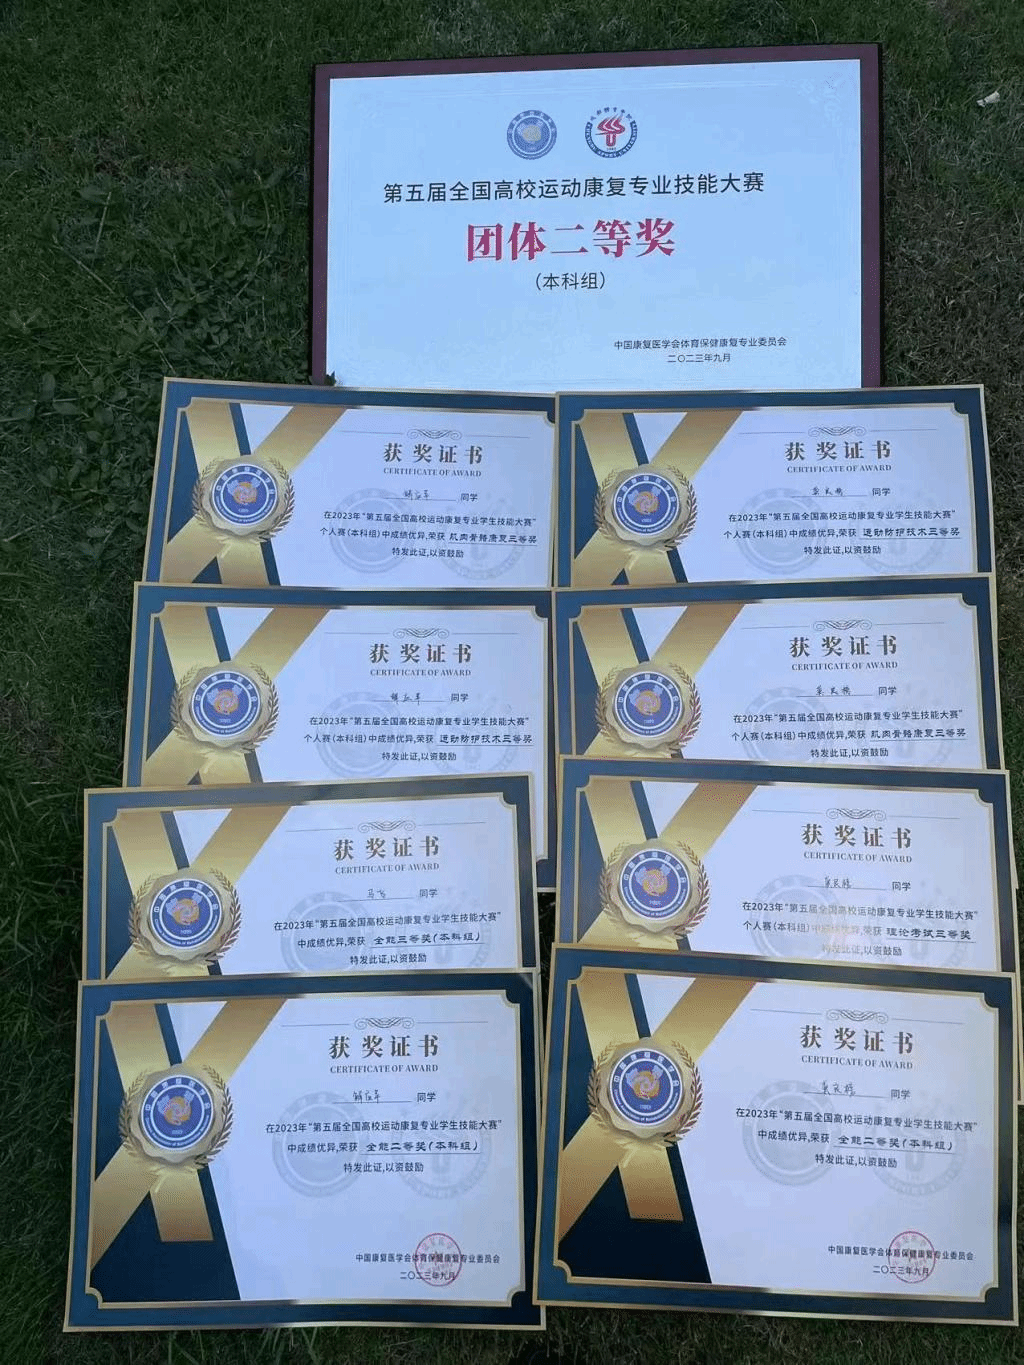 第五届全国高校运动康复专业技能大赛
团体二等奖
（本科组）
中国康复医学会体育保健康复专业委员会
二〇二三年九月
获奖证书
CERTIFICATE OF AWARD
同学
在2023年“第五届全国高校运动康复专业学生技能大赛”
个人赛(本科组)中成绩优异,荣获 肌肉骨骼康复三等奖
特发此证,以资鼓励
获奖证书
CERTIFICATE OF AWARD
同学
在2023年“第五届全国高校运动康复专业学生技能大赛”
个人赛(本科组)中成绩优异,荣获 运动防护技术三等奖
特发此证,以资鼓励
获奖证书
CERTIFICATE OF AWARD
同学
在2023年“第五届全国高校运动康复专业学生技能大赛”
个人赛(本科组)中成绩优异,荣获 运动防护技术三等奖
特发此证,以资鼓励
获奖证书
CERTIFICATE OF AWARD
同学
在2023年“第五届全国高校运动康复专业学生技能大赛”
个人赛(本科组)中成绩优异,荣获 肌肉骨骼康复三等奖
特发此证,以资鼓励
获奖证书
CERTIFICATE OF AWARD
马飞 同学
在2023年“第五届全国高校运动康复专业学生技能大赛”
中成绩优异,荣获 全能三等奖(本科组)
特发此证,以资鼓励
获奖证书
CERTIFICATE OF AWARD
同学
在2023年“第五届全国高校运动康复专业学生技能大赛”
个人赛(本科组)中成绩优异,荣获 理论考试三等奖
特发此证,以资鼓励
获奖证书
CERTIFICATE OF AWARD
同学
在2023年“第五届全国高校运动康复专业学生技能大赛”
中成绩优异,荣获 全能二等奖(本科组)
特发此证,以资鼓励
中国康复医学会体育保健康复专业委员会
二〇二三年九月
获奖证书
CERTIFICATE OF AWARD
同学
在2023年“第五届全国高校运动康复专业学生技能大赛”
中成绩优异,荣获 全能二等奖(本科组)
特发此证,以资鼓励
中国康复医学会体育保健康复专业委员会
二〇二三年九月